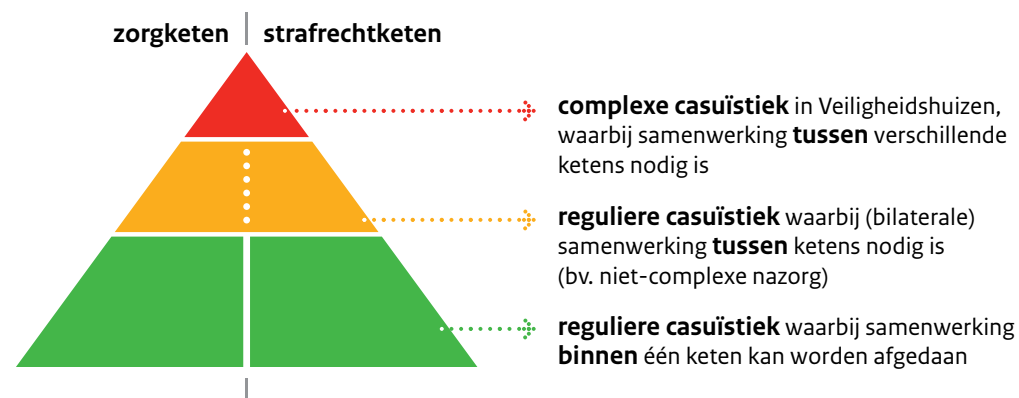 zorgketen strafrechtketen
complexe casuïstiek in Veiligheidshuizen,
waarbij samenwerking tussen verschillende
ketens nodig is
reguliere casuïstiek waarbij (bilaterale)
samenwerking tussen ketens nodig is
(bv. niet-complexe nazorg)
reguliere casuïstiek waarbij samenwerking
binnen één keten kan worden afgedaan